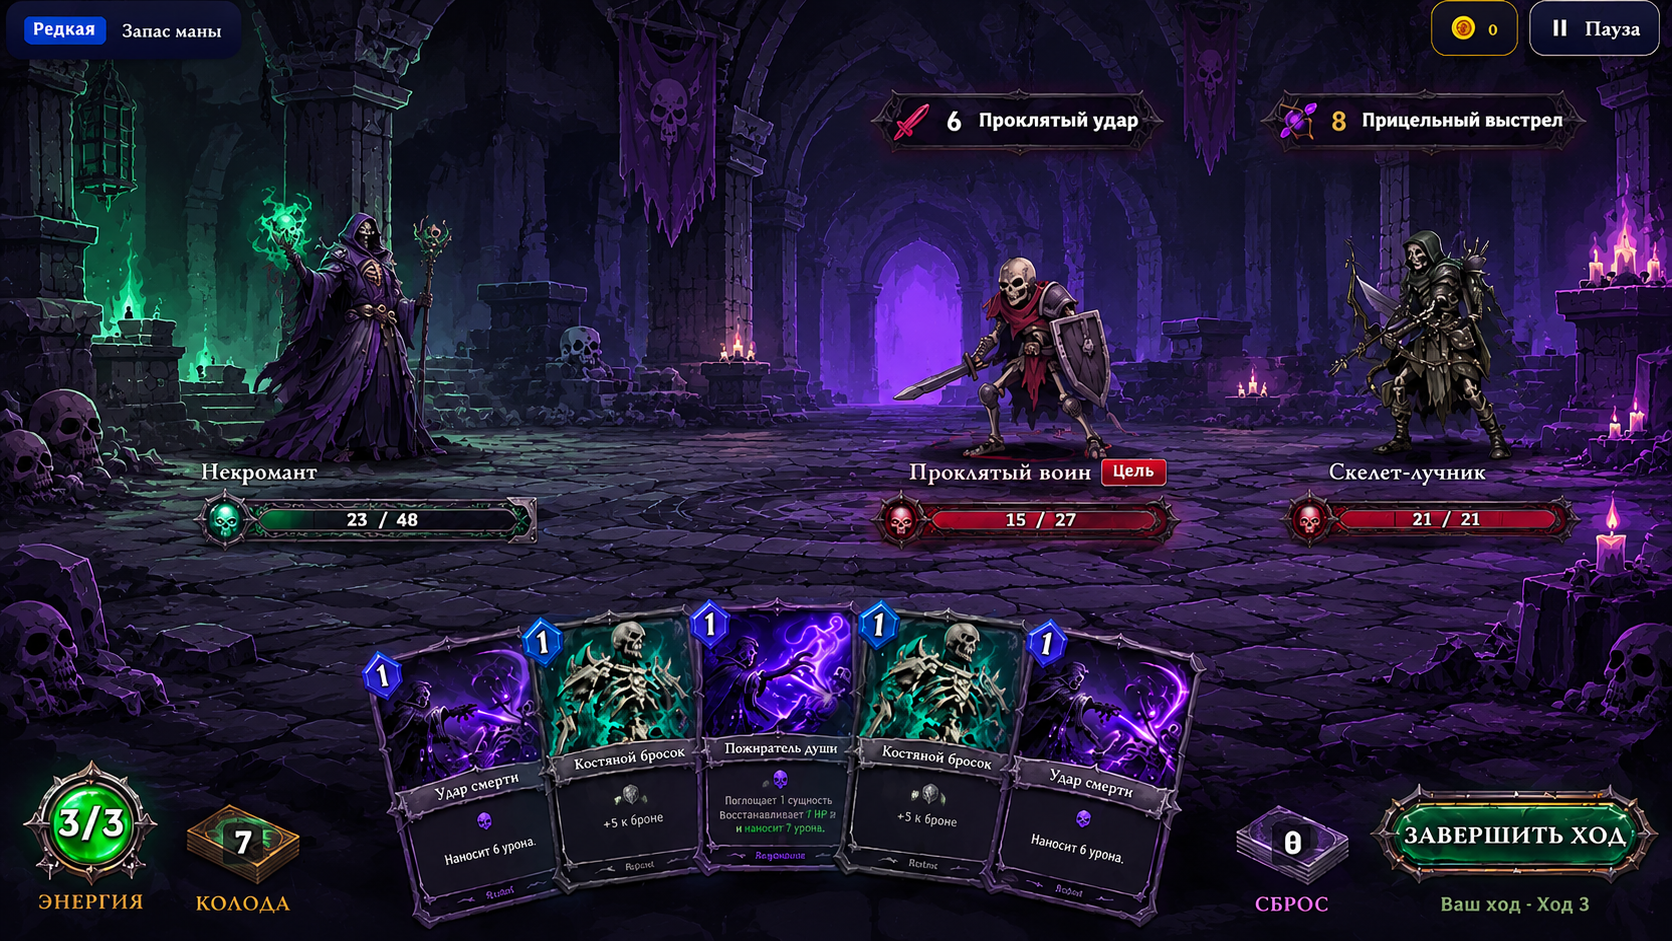 Редкая Запас маны
0
Пауза
6 Проклятый удар
8 Прицельный выстрел
Некромант
23 / 48
Проклятый воин Цель
15 / 27
Скелет-лучник
21 / 21
1
Удар смерти
Наносит 6 урона.
1
Костяной бросок
+5 к броне
1
Пожиратель души
Поглощает 1 сущность
Восстанавливает 7 HP и
и наносит 7 урона.
1
Костяной бросок
+5 к броне
1
Удар смерти
Наносит 6 урона.
3/3
ЭНЕРГИЯ
7
КОЛОДА
0
СБРОС
ЗАВЕРШИТЬ ХОД
Ваш ход - Ход 3